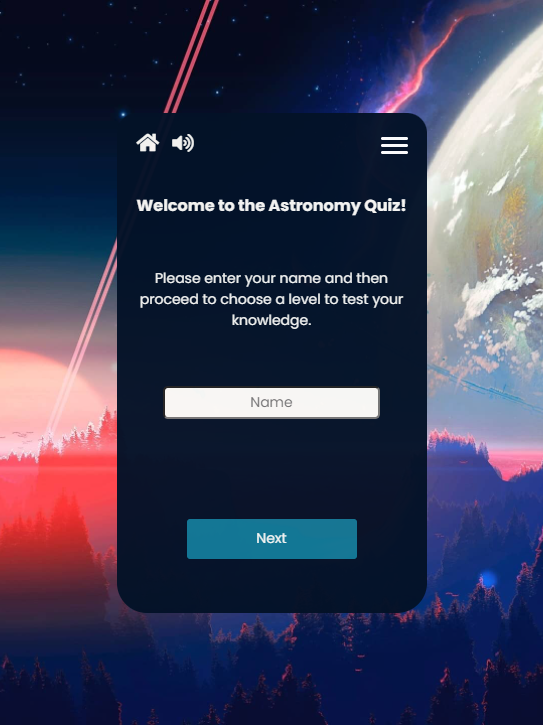 Welcome to the Astronomy Quiz!
Please enter your name and then
proceed to choose a level to test your
knowledge.
Name
Next